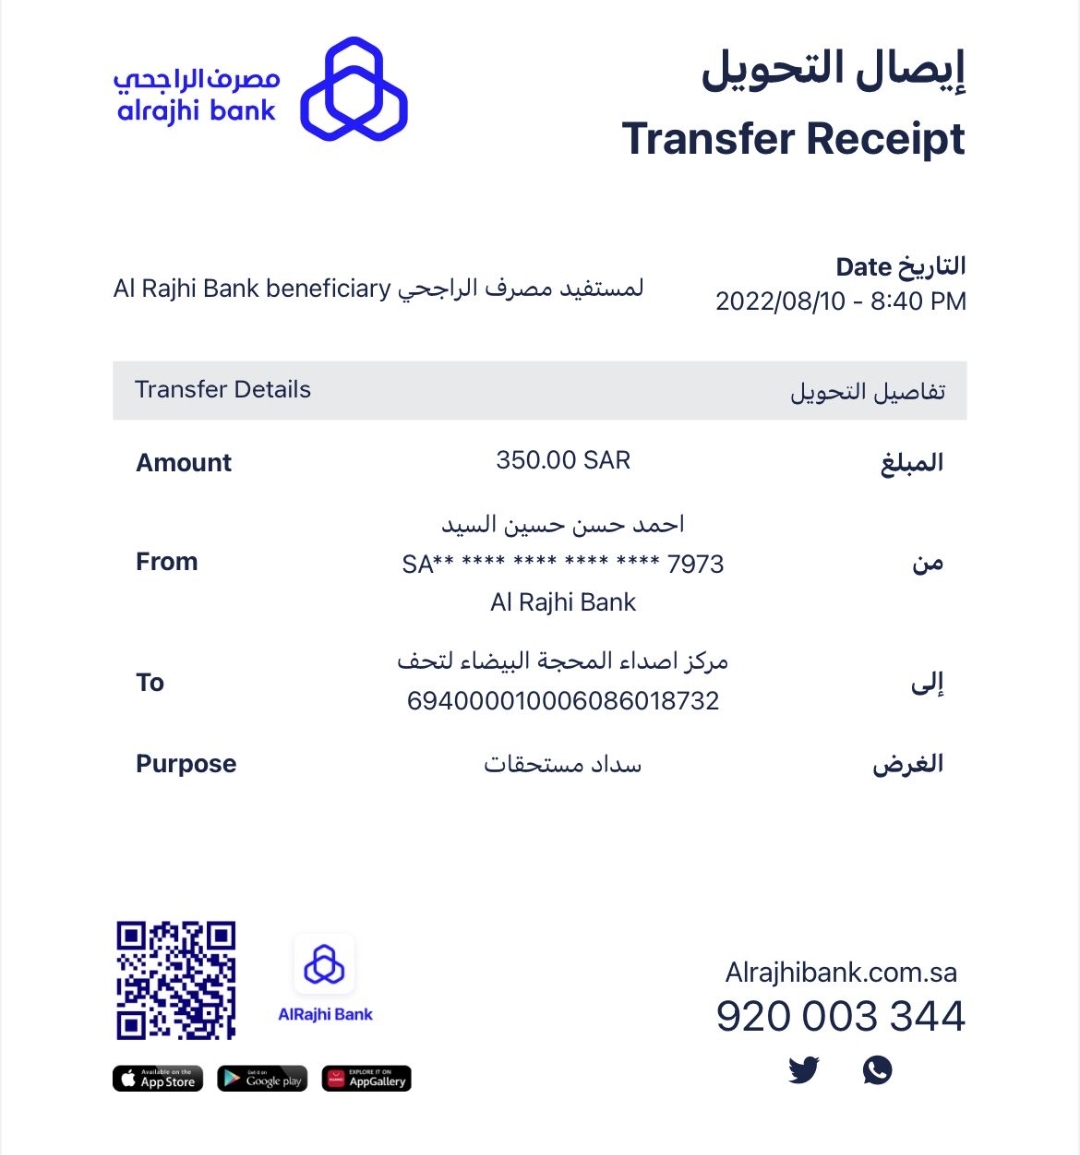 مصرف الراجحي
alrajhi bank
إيصال التحويل
Transfer Receipt
التاريخ Date
2022/08/10 - 8:40 PM
لمستفيد مصرف الراجحي Al Rajhi Bank beneficiary
Transfer Details تفاصيل التحويل
Amount 350.00 SAR المبلغ
احمد حسن حسين السيد
From SA** **** **** **** **** 7973 من
Al Rajhi Bank
مركز اصداء المحجة البيضاء لتحف
To إلى
694000010006086018732
Purpose سداد مستحقات الغرض
AlRajhi Bank
Available on the
App Store
Get it on
Google play
EXPLORE IT ON
AppGallery
Alrajhibank.com.sa
920 003 344